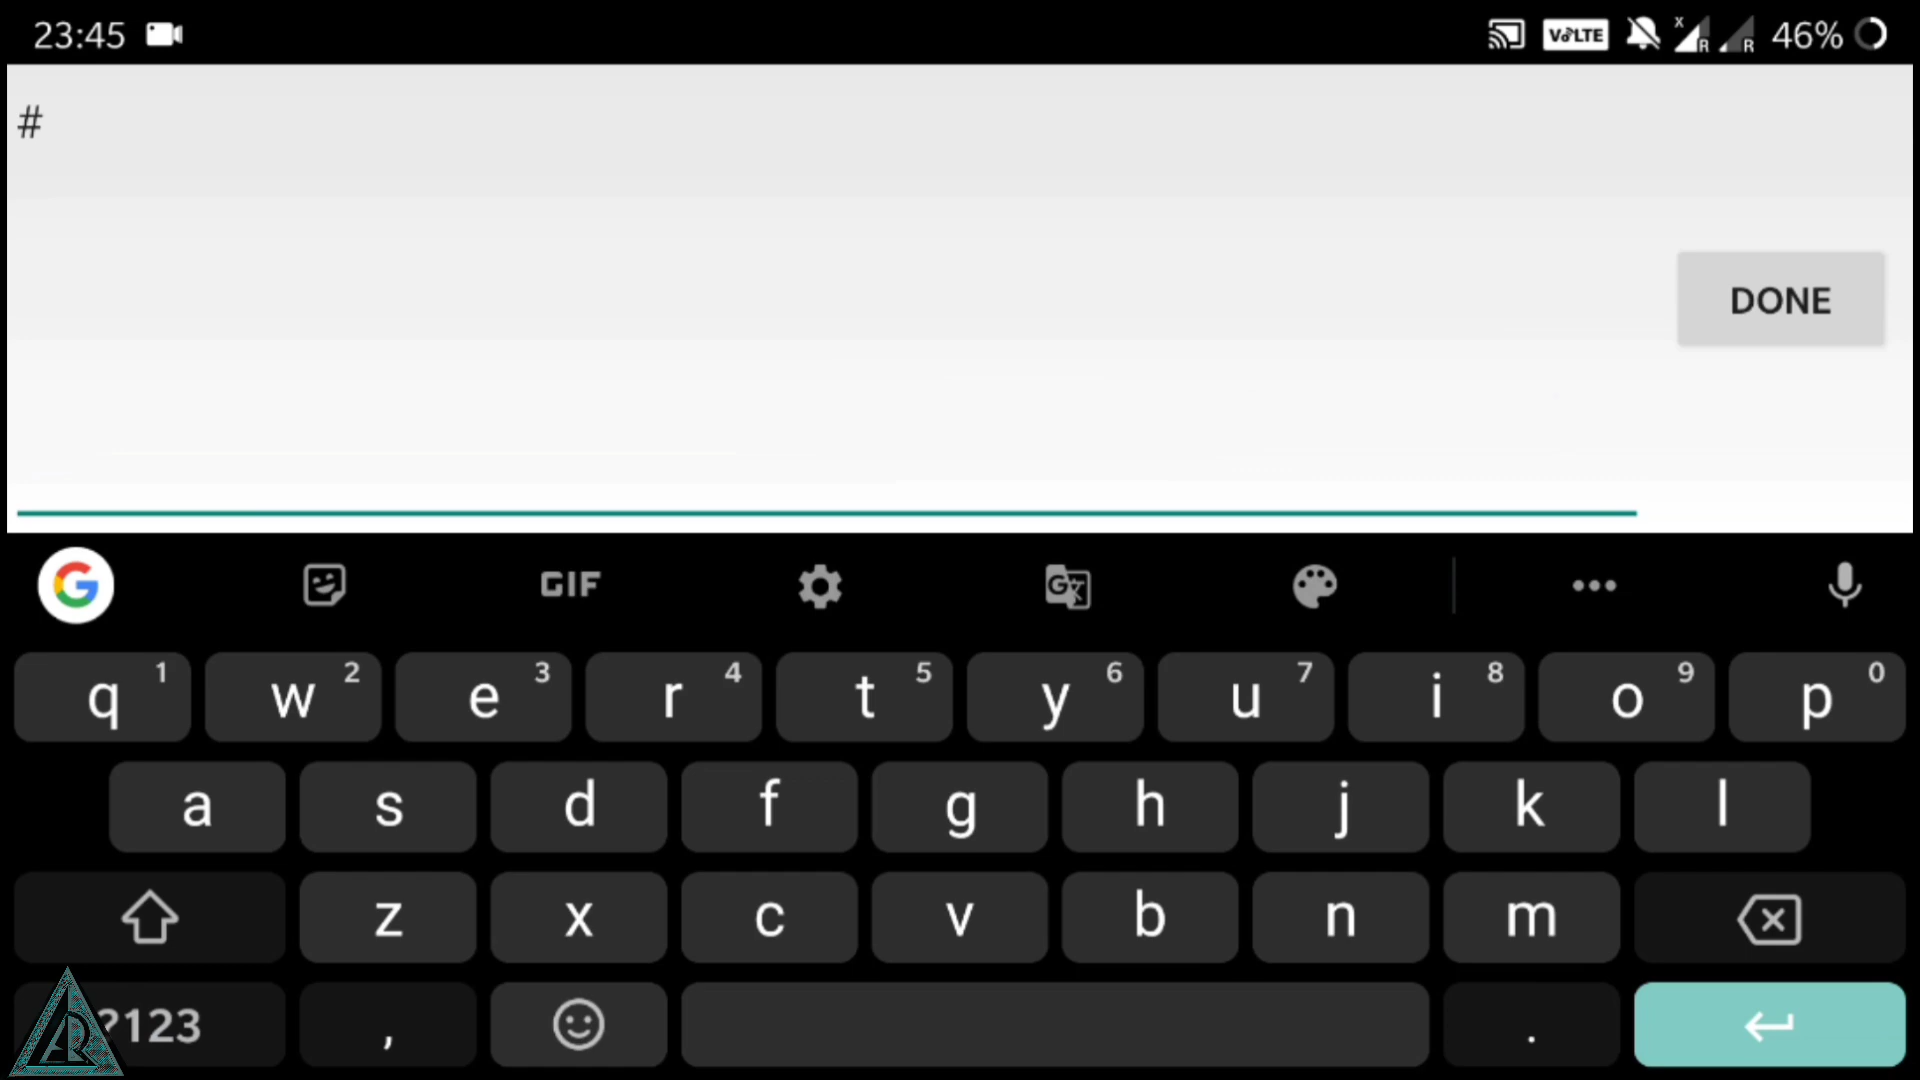 23:45 VoLTE x R R 46%
#
DONE
G GIF G
q 1 w 2 e 3 r 4 t 5 y 6 u 7 i 8 o 9 p 0
a s d f g h j k l
z x c v b n m
?123 , .